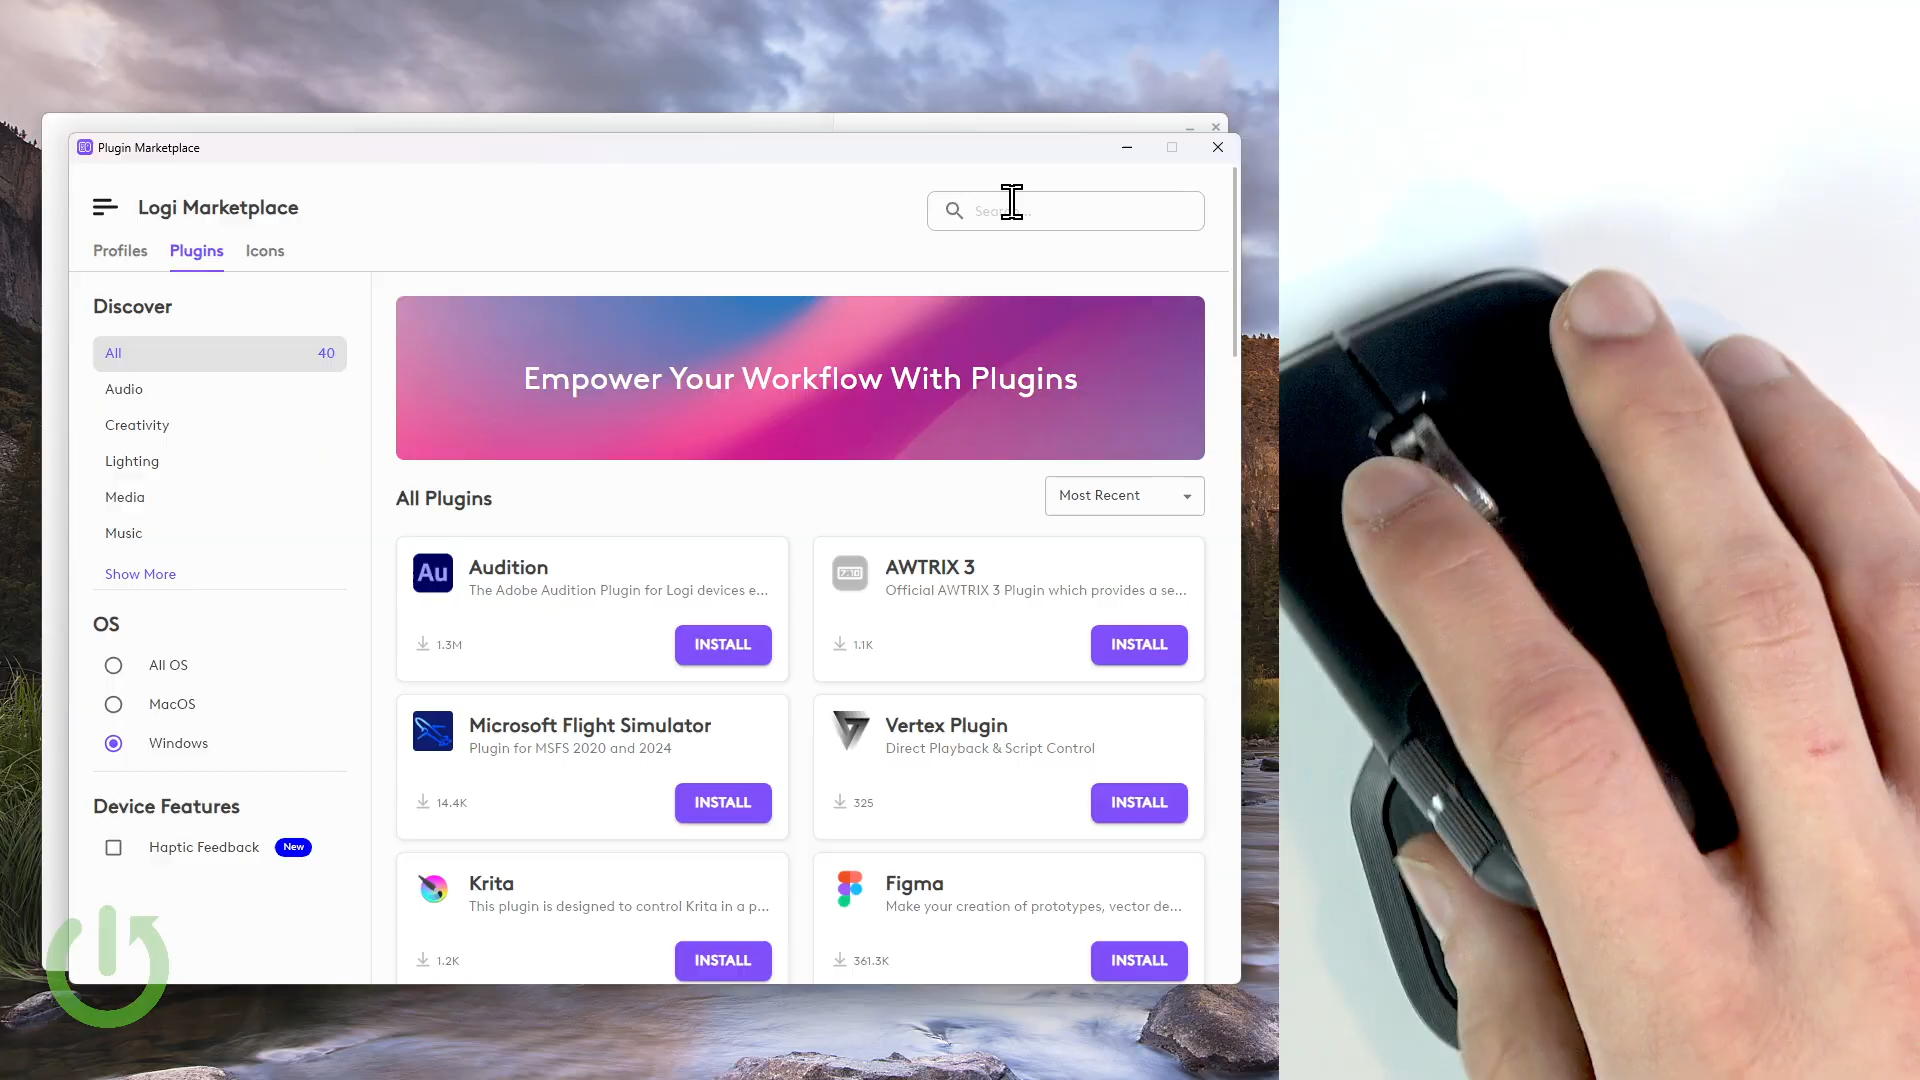 Plugin Marketplace
Logi Marketplace
Search...
Profiles
Plugins
Icons
Discover
All
40
Audio
Creativity
Lighting
Media
Music
Show More
OS
All OS
MacOS
Windows
Device Features
Haptic Feedback
New
Empower Your Workflow With Plugins
All Plugins
Most Recent
Au
Audition
The Adobe Audition Plugin for Logi devices e...
1.3M
INSTALL
AWTRIX 3
Official AWTRIX 3 Plugin which provides a se...
1.1K
INSTALL
Microsoft Flight Simulator
Plugin for MSFS 2020 and 2024
14.4K
INSTALL
Vertex Plugin
Direct Playback & Script Control
325
INSTALL
Krita
This plugin is designed to control Krita in a p...
1.2K
INSTALL
Figma
Make your creation of prototypes, vector de...
361.3K
INSTALL